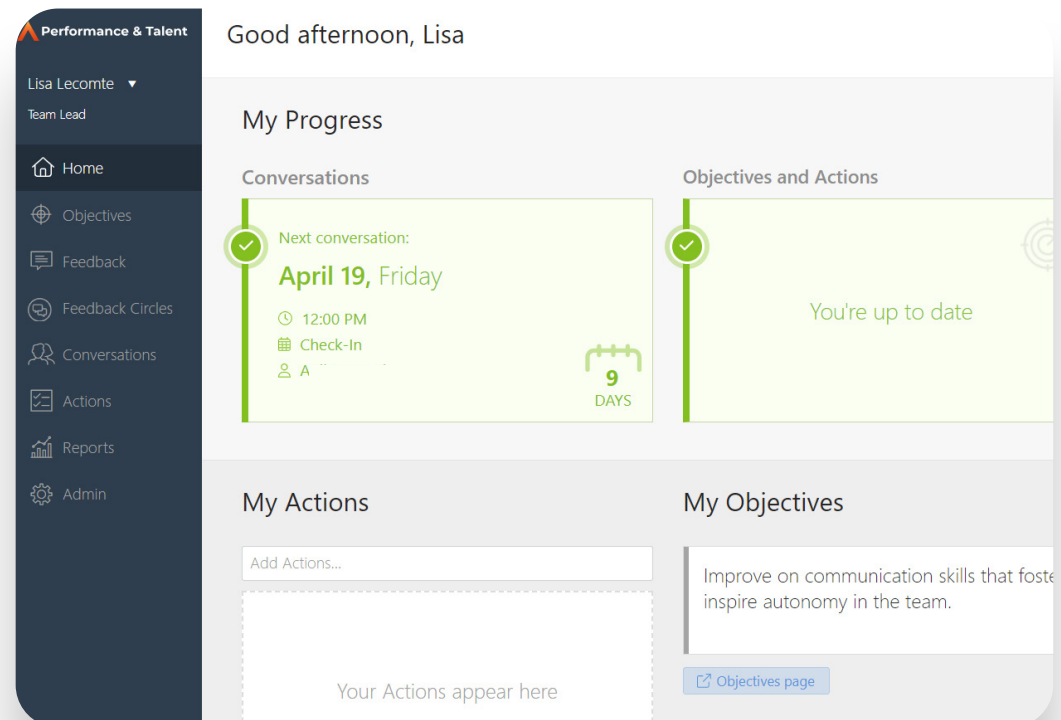 Performance & Talent
Lisa Lecomte
Team Lead
Home
Objectives
Feedback
Feedback Circles
Conversations
Actions
Reports
Admin
Good afternoon, Lisa
My Progress
Conversations
Next conversation:
April 19, Friday
12:00 PM
Check-In
9
DAYS
Objectives and Actions
You're up to date
My Actions
Add Actions...
Your Actions appear here
My Objectives
Improve on communication skills that
inspire autonomy in the team.
Objectives page